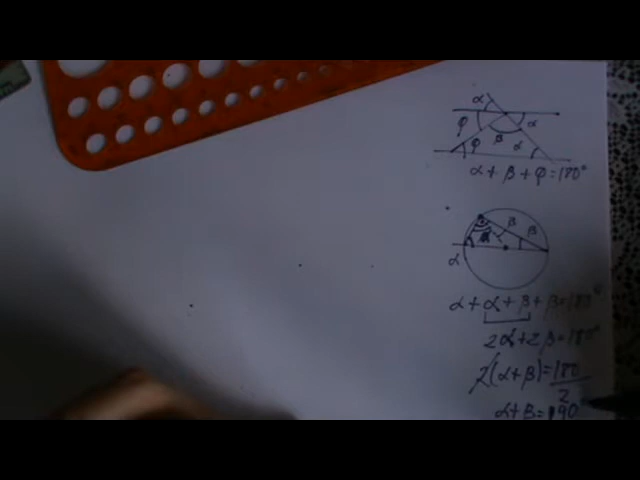 α
φ α
β
φ α
α + β + φ = 180°
β
α β
α
α + α + β + β = 180°
2α + 2β = 180°
2(α + β) = 180
2
α + β = 90°